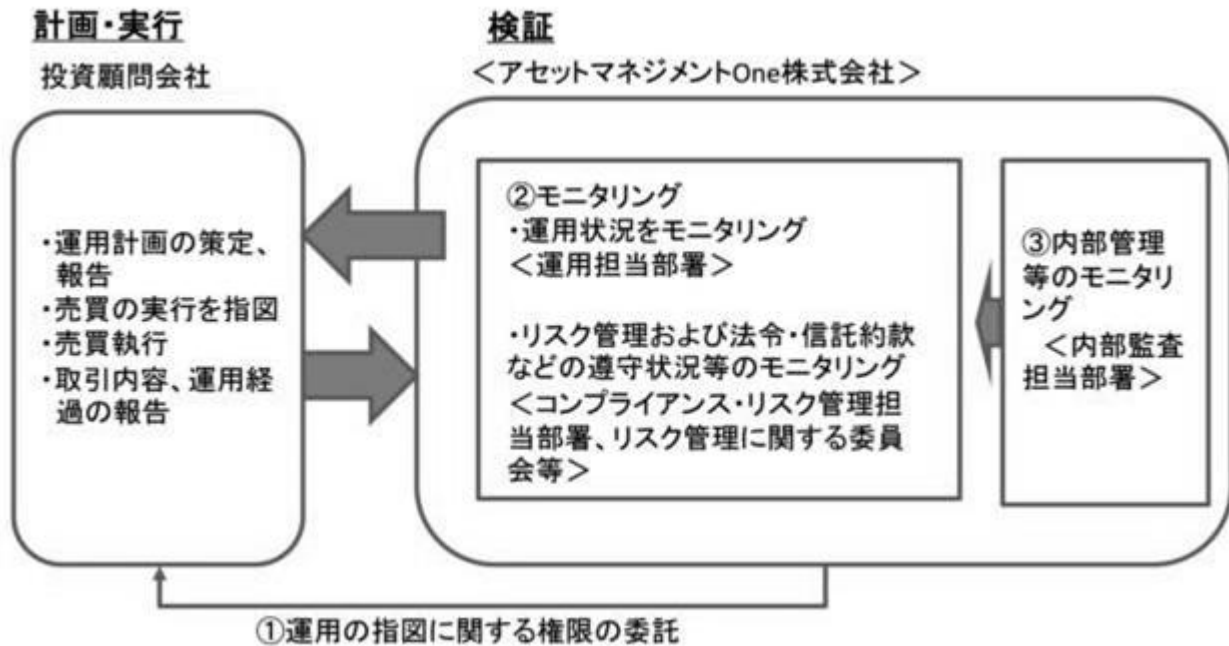 計画・実行
投資顧問会社
・運用計画の策定、
報告
・売買の実行を指図
・売買執行
・取引内容、運用経
過の報告
検証
＜アセットマネジメントOne株式会社＞
②モニタリング
・運用状況をモニタリング
＜運用担当部署＞
・リスク管理および法令・信託約款
などの遵守状況等のモニタリング
＜コンプライアンス・リスク管理担
当部署、リスク管理に関する委員
会等＞
③内部管理
等のモニタリ
ング
＜内部監査
担当部署＞
①運用の指図に関する権限の委託